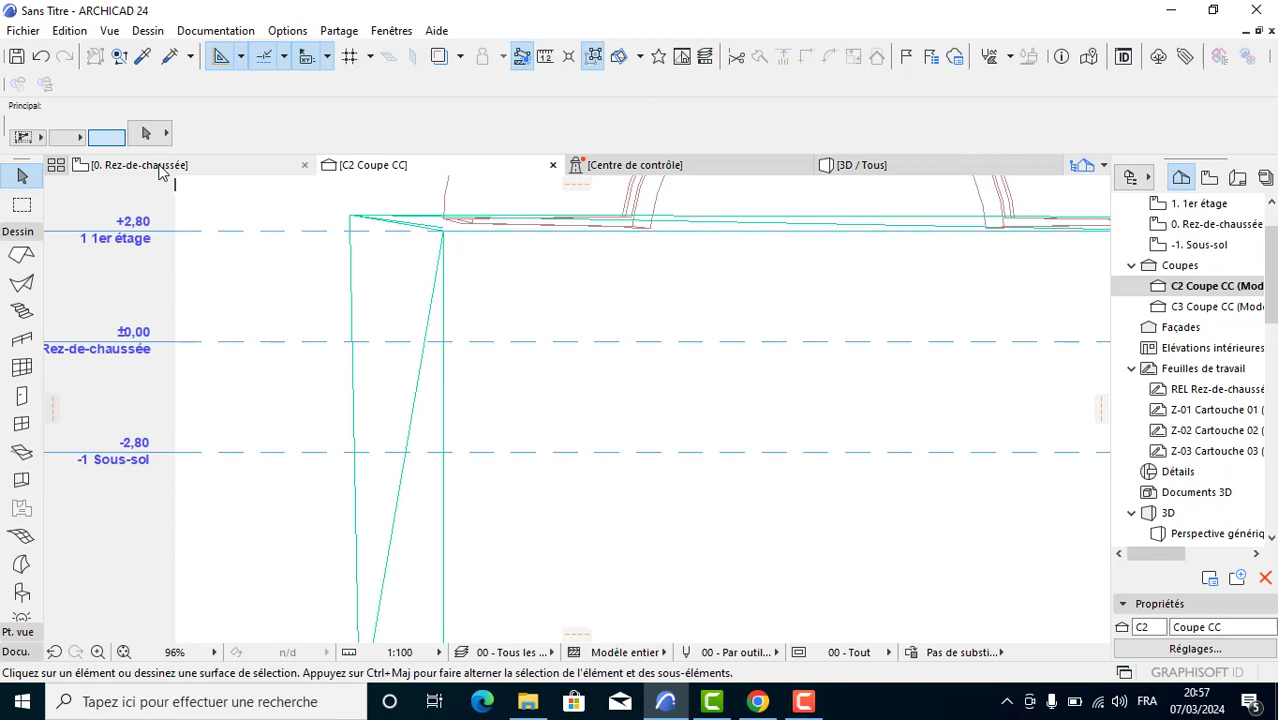 Sans Titre - ARCHICAD 24
Fichier Edition Vue Dessin Documentation Options Partage Fenêtres Aide
Principal:
[0. Rez-de-chaussée] [C2 Coupe CC] [Centre de contrôle] [3D / Tous]
Dessin
+2,80
1 1er étage
±0,00
Rez-de-chaussée
-2,80
-1 Sous-sol
1. 1er étage
0. Rez-de-chaussée
-1. Sous-sol
Coupes
C2 Coupe CC (Mod
C3 Coupe CC (Mode
Façades
Elévations intérieures
Feuilles de travail
REL Rez-de-chaussé
Z-01 Cartouche 01 (
Z-02 Cartouche 02 (
Z-03 Cartouche 03 (
Détails
Documents 3D
3D
Perspective génériq
Propriétés
C2 Coupe CC
Réglages...
Pt. vue
Docu.
96% n/d 1:100 00 - Tous les ... Modèle entier 00 - Par outi... 00 - Tout Pas de substi...
Cliquez sur un élément ou dessinez une surface de sélection. Appuyez sur Ctrl+Maj pour faire alterner la sélection de l'élément et des sous-éléments.
GRAPHISOFT ID
Tapez ici pour effectuer une recherche
FRA
20:57
07/03/2024
5